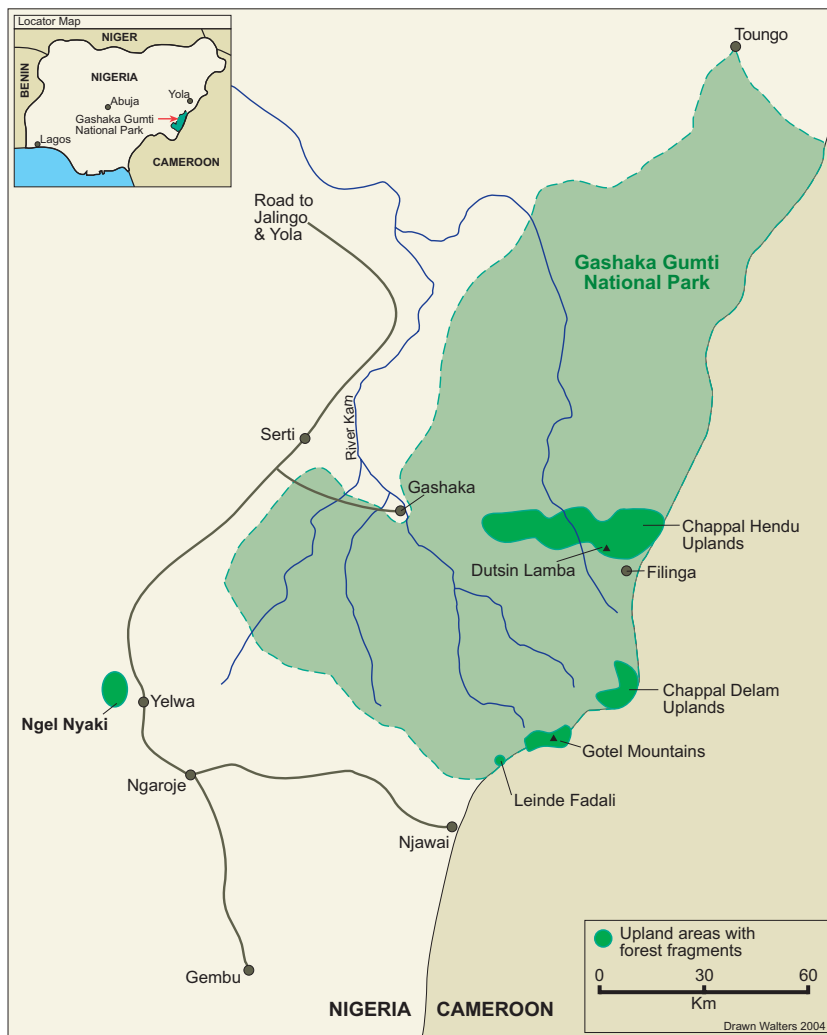 Locator Map
NIGER
BENIN
NIGERIA
Abuja
Yola
Gashaka Gumti
National Park
Lagos
CAMEROON
Toungo
Road to
Jalingo
& Yola
Gashaka Gumti
National Park
River Kam
Serti
Gashaka
Chappal Hendu
Uplands
Dutsin Lamba
Filinga
Chappal Delam
Uplands
Yelwa
Ngel Nyaki
Gotel Mountains
Ngaroje
Leinde Fadali
Njawai
Gembu
Upland areas with
forest fragments
0 30 60
Km
NIGERIA CAMEROON
Drawn Walters 2004